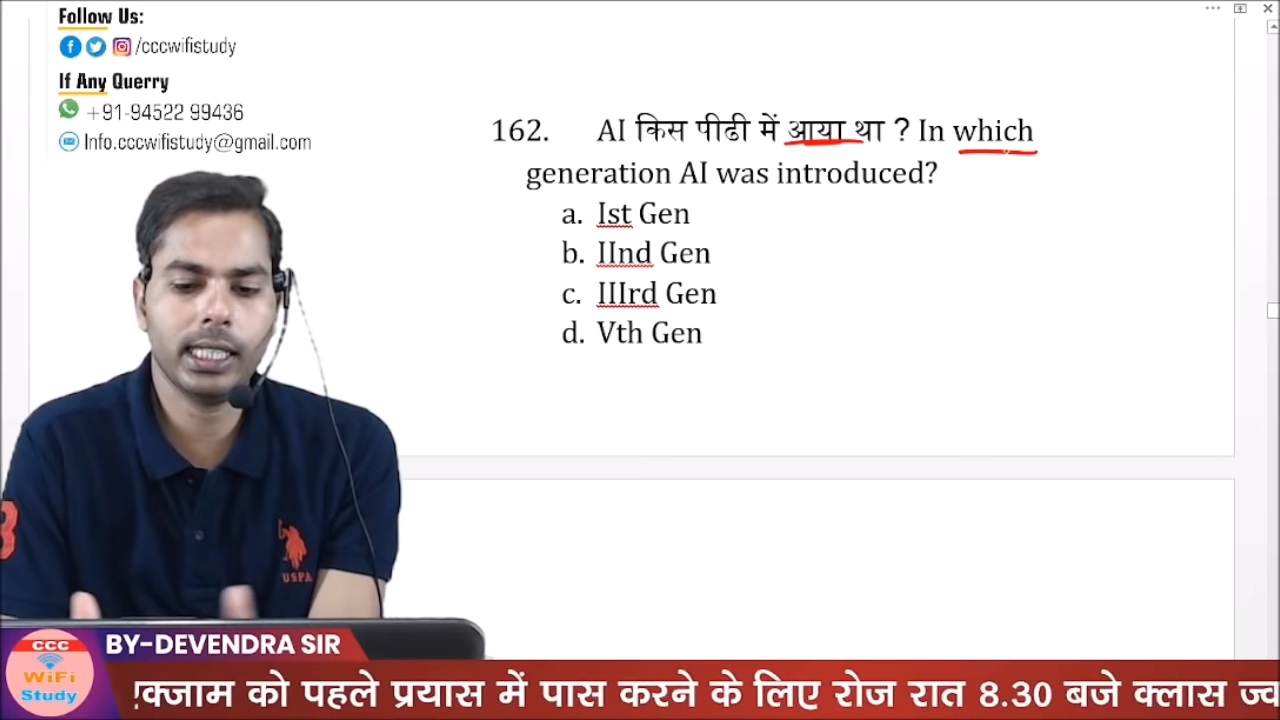 Follow Us:
/cccwifistudy
If Any Querry
+91-94522 99436
Info.cccwifistudy@gmail.com
162. AI किस पीढी में आया था ? In which
generation AI was introduced?
a. Ist Gen
b. IInd Gen
c. IIIrd Gen
d. Vth Gen
USPA
CCC
WiFi
Study
BY-DEVENDRA SIR
को पहले प्रयास में पास करने के लिए रोज रात 8.30 बजे क्लास